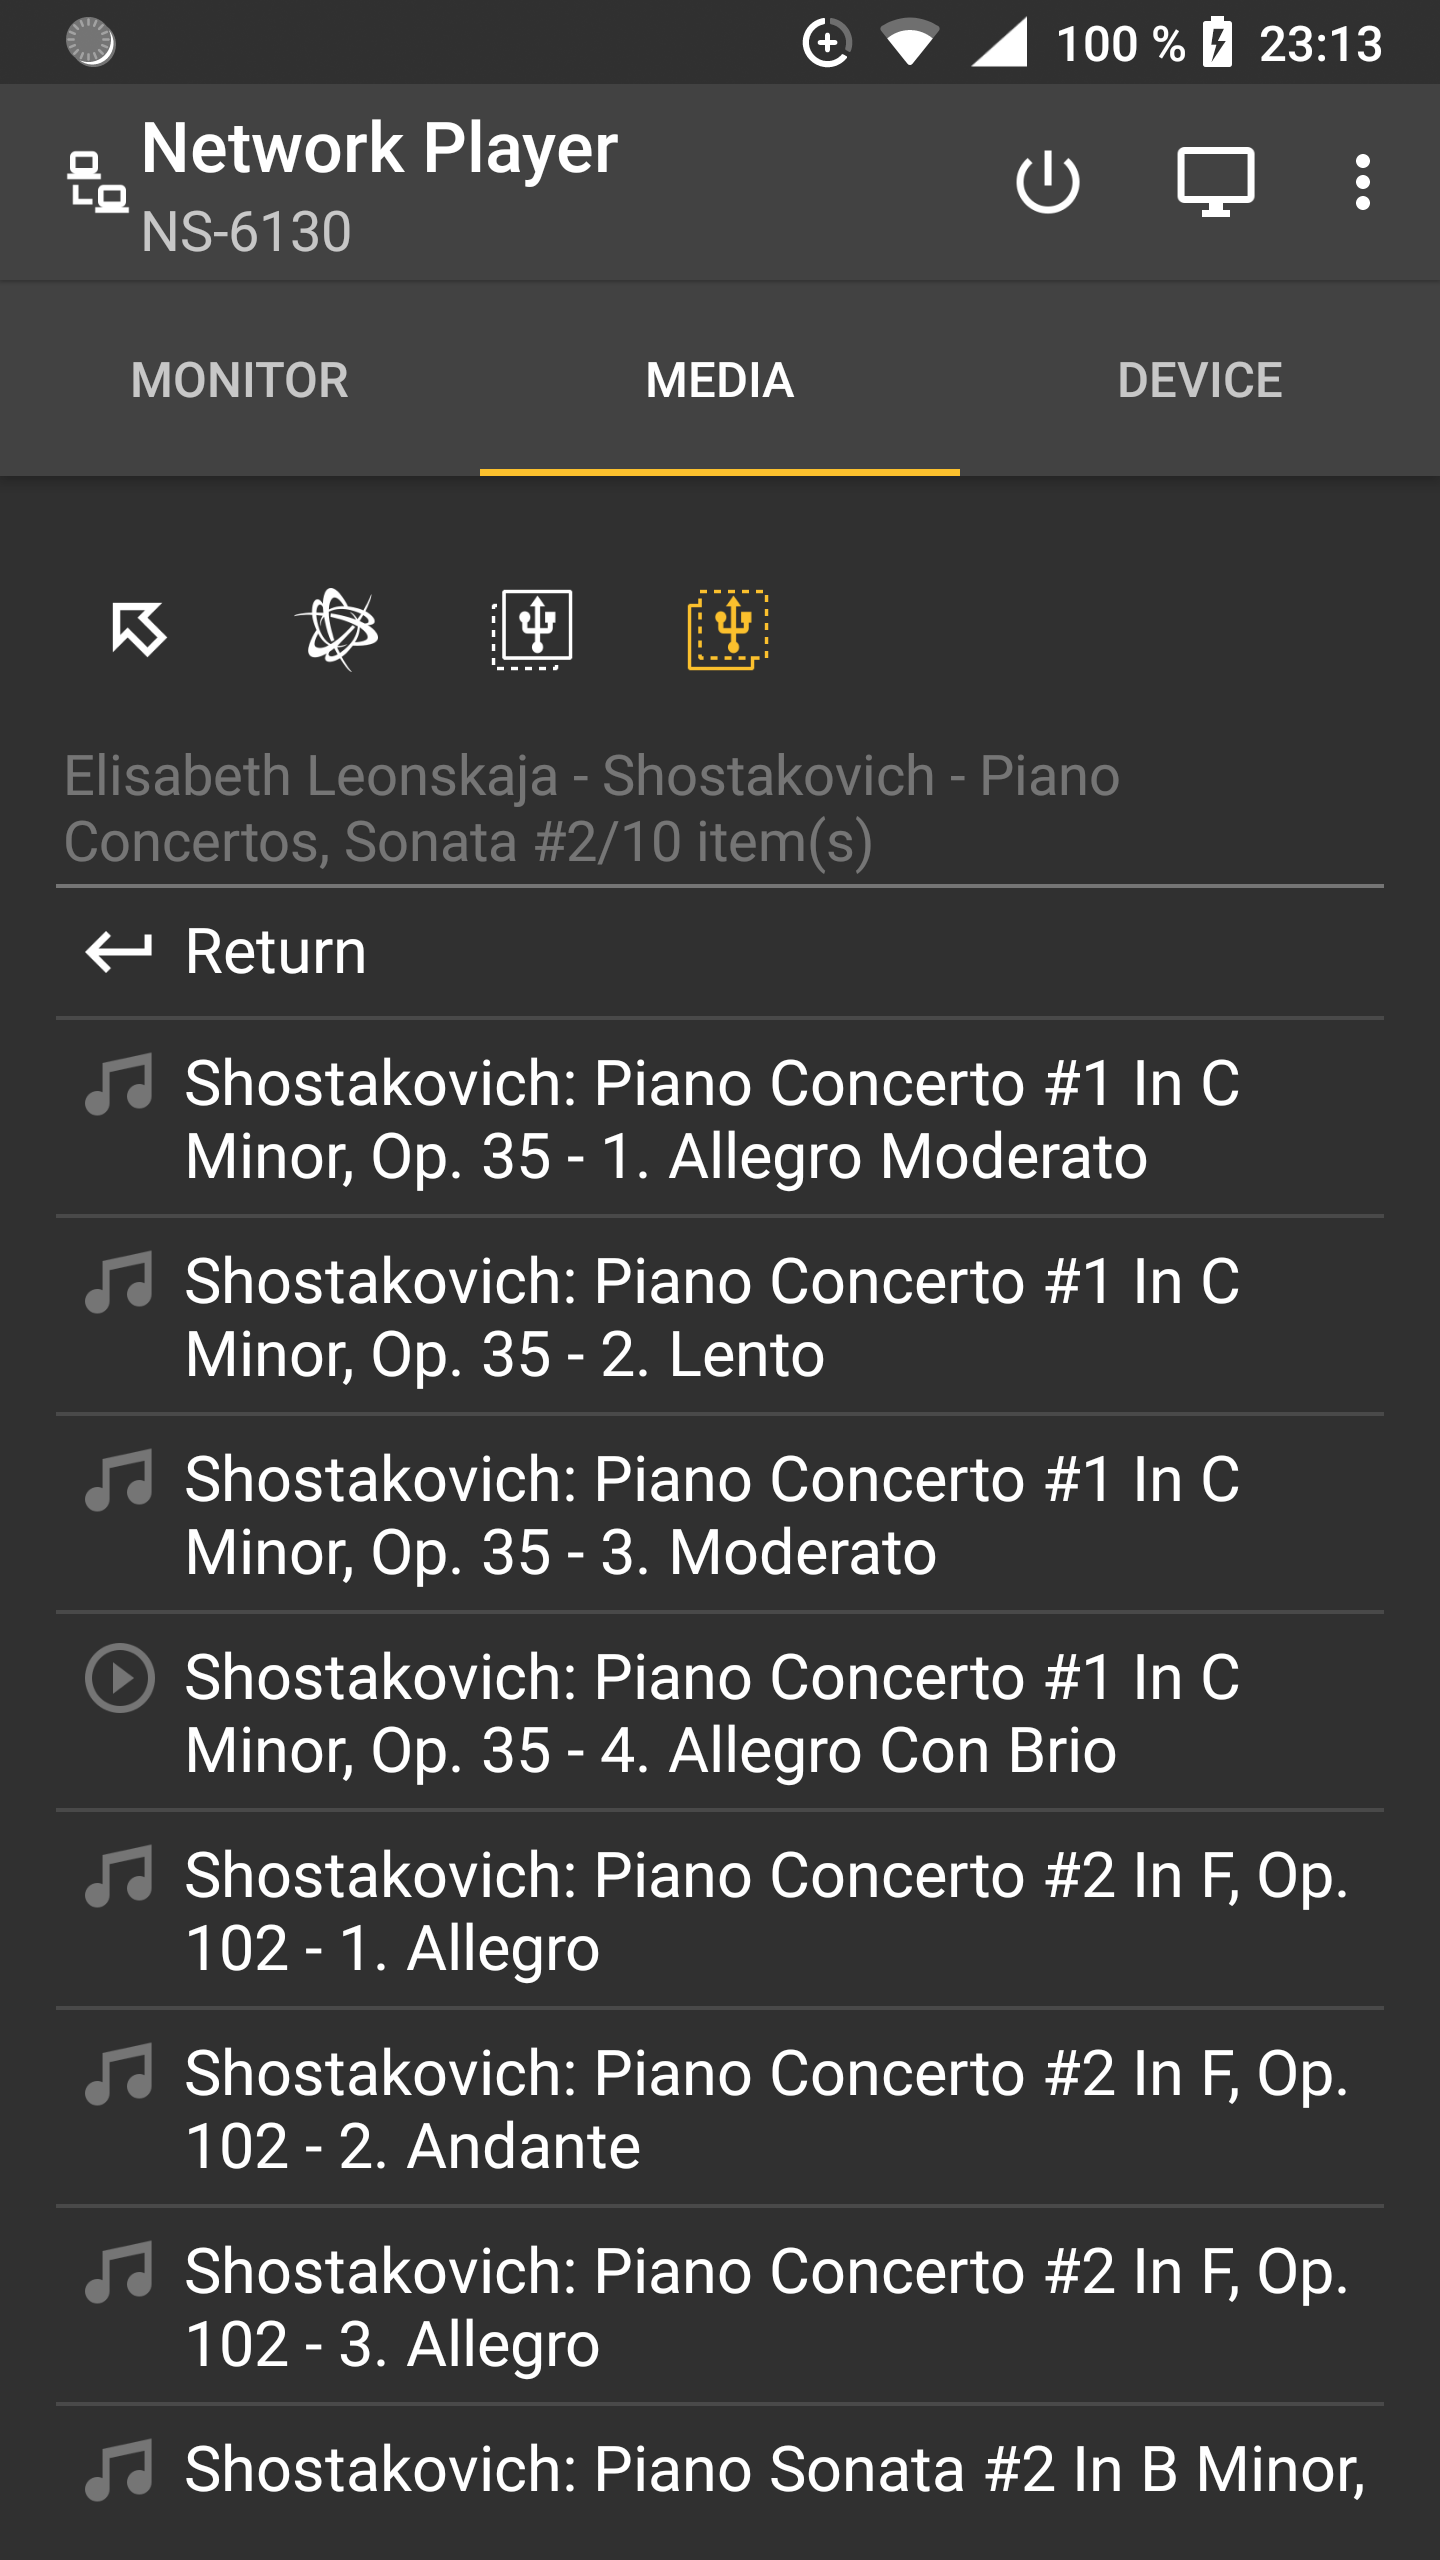 100 % 23:13
Network Player
NS-6130
MONITOR MEDIA DEVICE
Elisabeth Leonskaja - Shostakovich - Piano
Concertos, Sonata #2/10 item(s)
Return
Shostakovich: Piano Concerto #1 In C
Minor, Op. 35 - 1. Allegro Moderato
Shostakovich: Piano Concerto #1 In C
Minor, Op. 35 - 2. Lento
Shostakovich: Piano Concerto #1 In C
Minor, Op. 35 - 3. Moderato
Shostakovich: Piano Concerto #1 In C
Minor, Op. 35 - 4. Allegro Con Brio
Shostakovich: Piano Concerto #2 In F, Op.
102 - 1. Allegro
Shostakovich: Piano Concerto #2 In F, Op.
102 - 2. Andante
Shostakovich: Piano Concerto #2 In F, Op.
102 - 3. Allegro
Shostakovich: Piano Sonata #2 In B Minor,